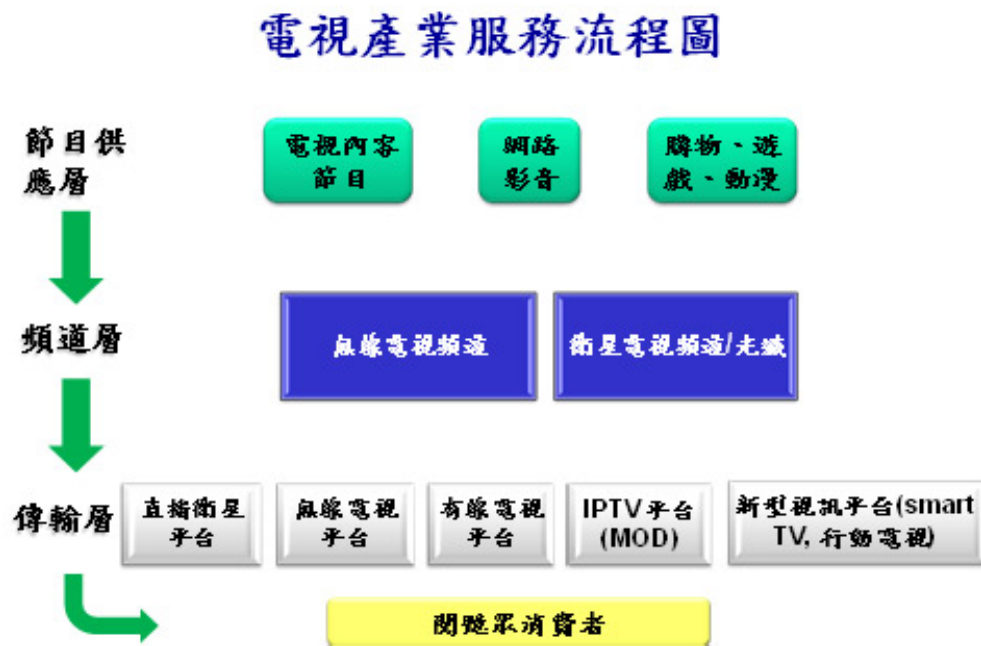 電視產業服務流程圖
節目供
應層
電視內容
節目
網路
影音
購物、遊
戲、動漫
頻道層
無線電視頻道
衛星電視頻道/光纖
傳輸層
直播衛星
平台
無線電視
平台
有線電視
平台
IPTV平台
(MOD)
新型視訊平台(smart
TV, 行動電視)
閱聽眾消費者